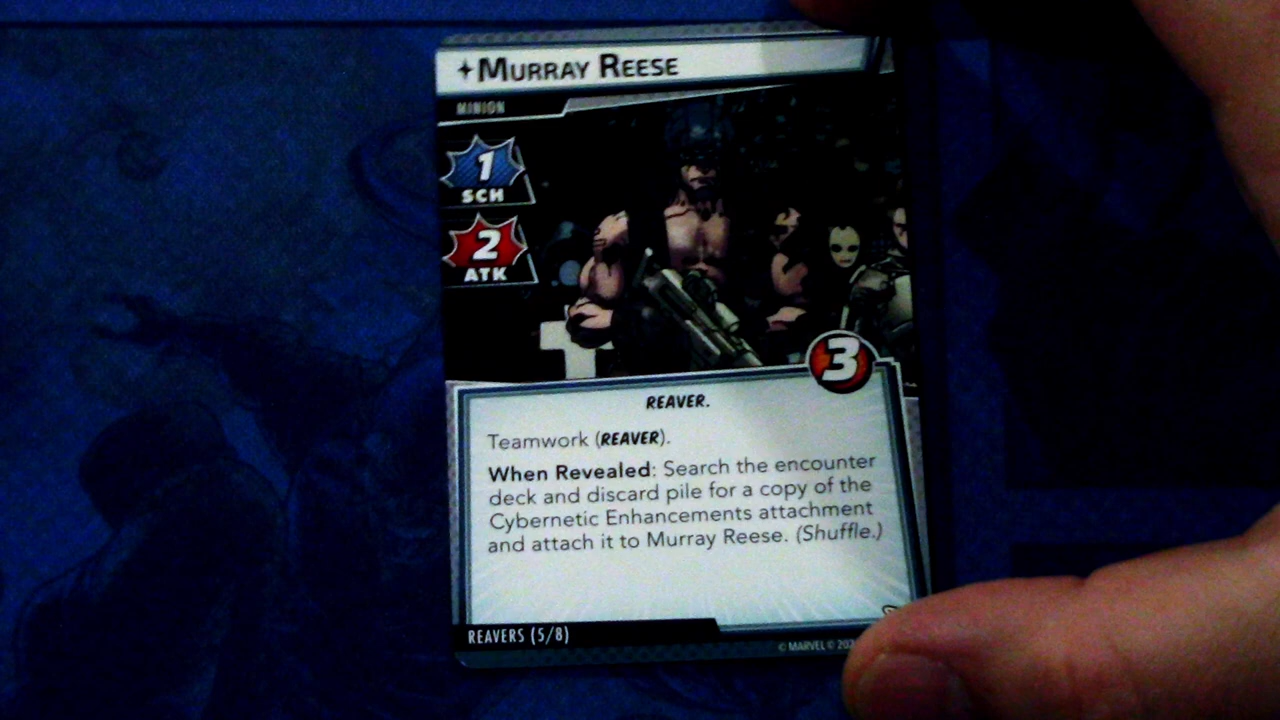 MURRAY REESE
MINION
1
SCH
2
ATK
3
REAVER.
Teamwork (REAVER).
When Revealed: Search the encounter
deck and discard pile for a copy of the
Cybernetic Enhancements attachment
and attach it to Murray Reese. (Shuffle.)
REAVERS (5/8)
© MARVEL ©